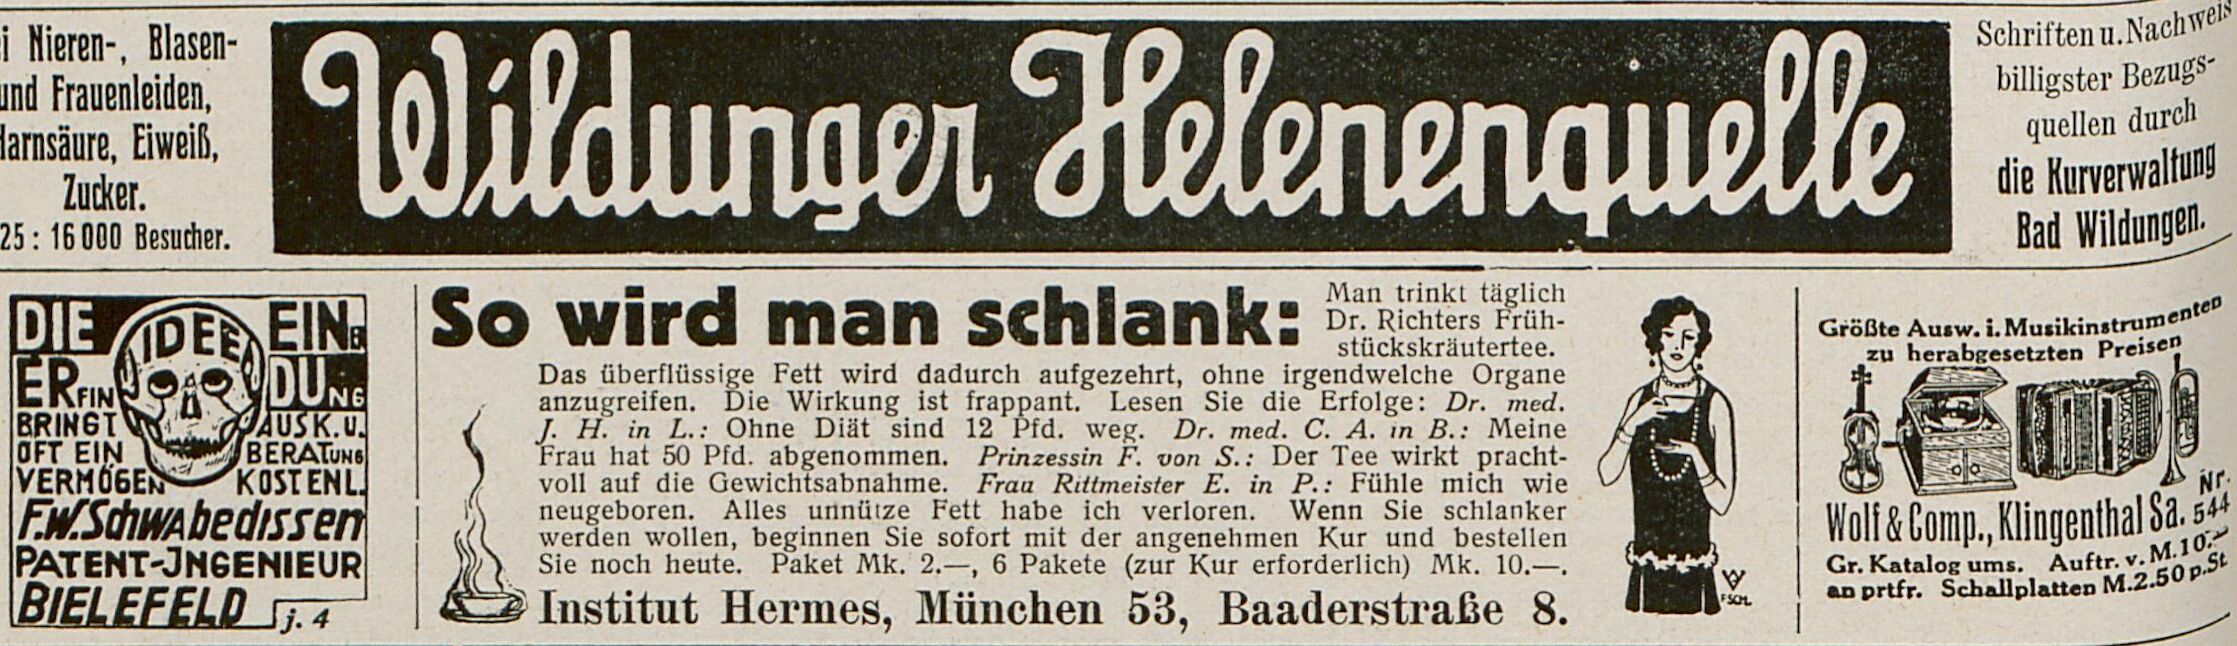 i Nieren-, Blasen-
und Frauenleiden,
Harnsäure, Eiweiß,
Zucker.
25: 16000 Besucher.
Wildunger Helenenquelle
Schriften u. Nachweis
billigster Bezugs-
quellen durch
die Kurverwaltung
Bad Wildungen.
DIE IDEE EINER
ERFINDUNG
BRINGT
OFT EIN
VERMÖGEN
AUSK. U.
BERATUNG
KOSTENL.
F.W. Schwabedissen
PATENT-INGENIEUR
BIELEFELD j. 4
So wird man schlank:
Man trinkt täglich
Dr. Richters Früh-
stückskräutertee.
Das überflüssige Fett wird dadurch aufgezehrt, ohne irgendwelche Organe
anzugreifen. Die Wirkung ist frappant. Lesen Sie die Erfolge: Dr. med.
J. H. in L.: Ohne Diät sind 12 Pfd. weg. Dr. med. C. A. in B.: Meine
Frau hat 50 Pfd. abgenommen. Prinzessin F. von S.: Der Tee wirkt pracht-
voll auf die Gewichtsabnahme. Frau Rittmeister E. in P.: Fühle mich wie
neugeboren. Alles unnütze Fett habe ich verloren. Wenn Sie schlanker
werden wollen, beginnen Sie sofort mit der angenehmen Kur und bestellen
Sie noch heute. Paket Mk. 2.—, 6 Pakete (zur Kur erforderlich) Mk. 10.—.
Institut Hermes, München 53, Baaderstraße 8.
F. SCHL.
Größte Ausw. i. Musikinstrumenten
zu herabgesetzten Preisen
Wolf & Comp., Klingenthal Sa. Nr. 544
Gr. Katalog ums. Auftr. v. M. 10.—
an prtfr. Schallplatten M. 2.50 p. St